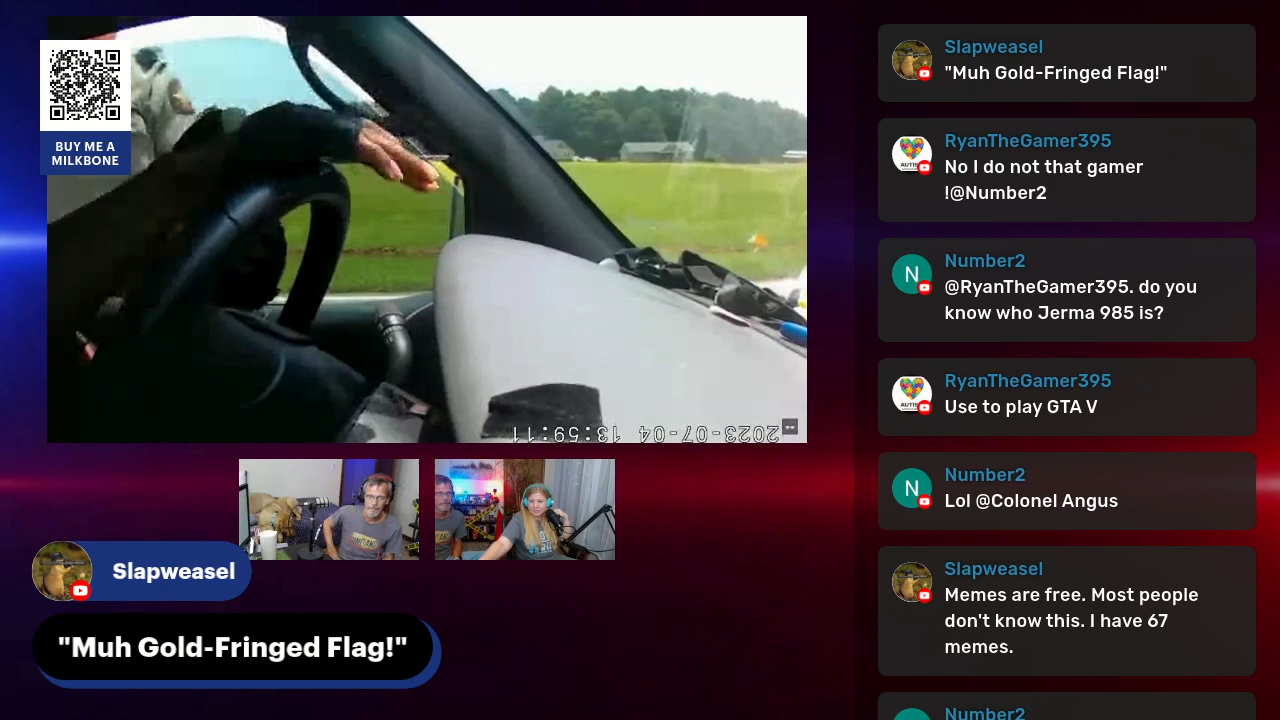 BUY ME A
MILKBONE
2023-07-04 13:59:11
Slapweasel
"Muh Gold-Fringed Flag!"
Slapweasel
"Muh Gold-Fringed Flag!"
RyanTheGamer395
No I do not that gamer
!@Number2
Number2
@RyanTheGamer395. do you
know who Jerma 985 is?
RyanTheGamer395
Use to play GTA V
Number2
Lol @Colonel Angus
Slapweasel
Memes are free. Most people
don't know this. I have 67
memes.
Number2